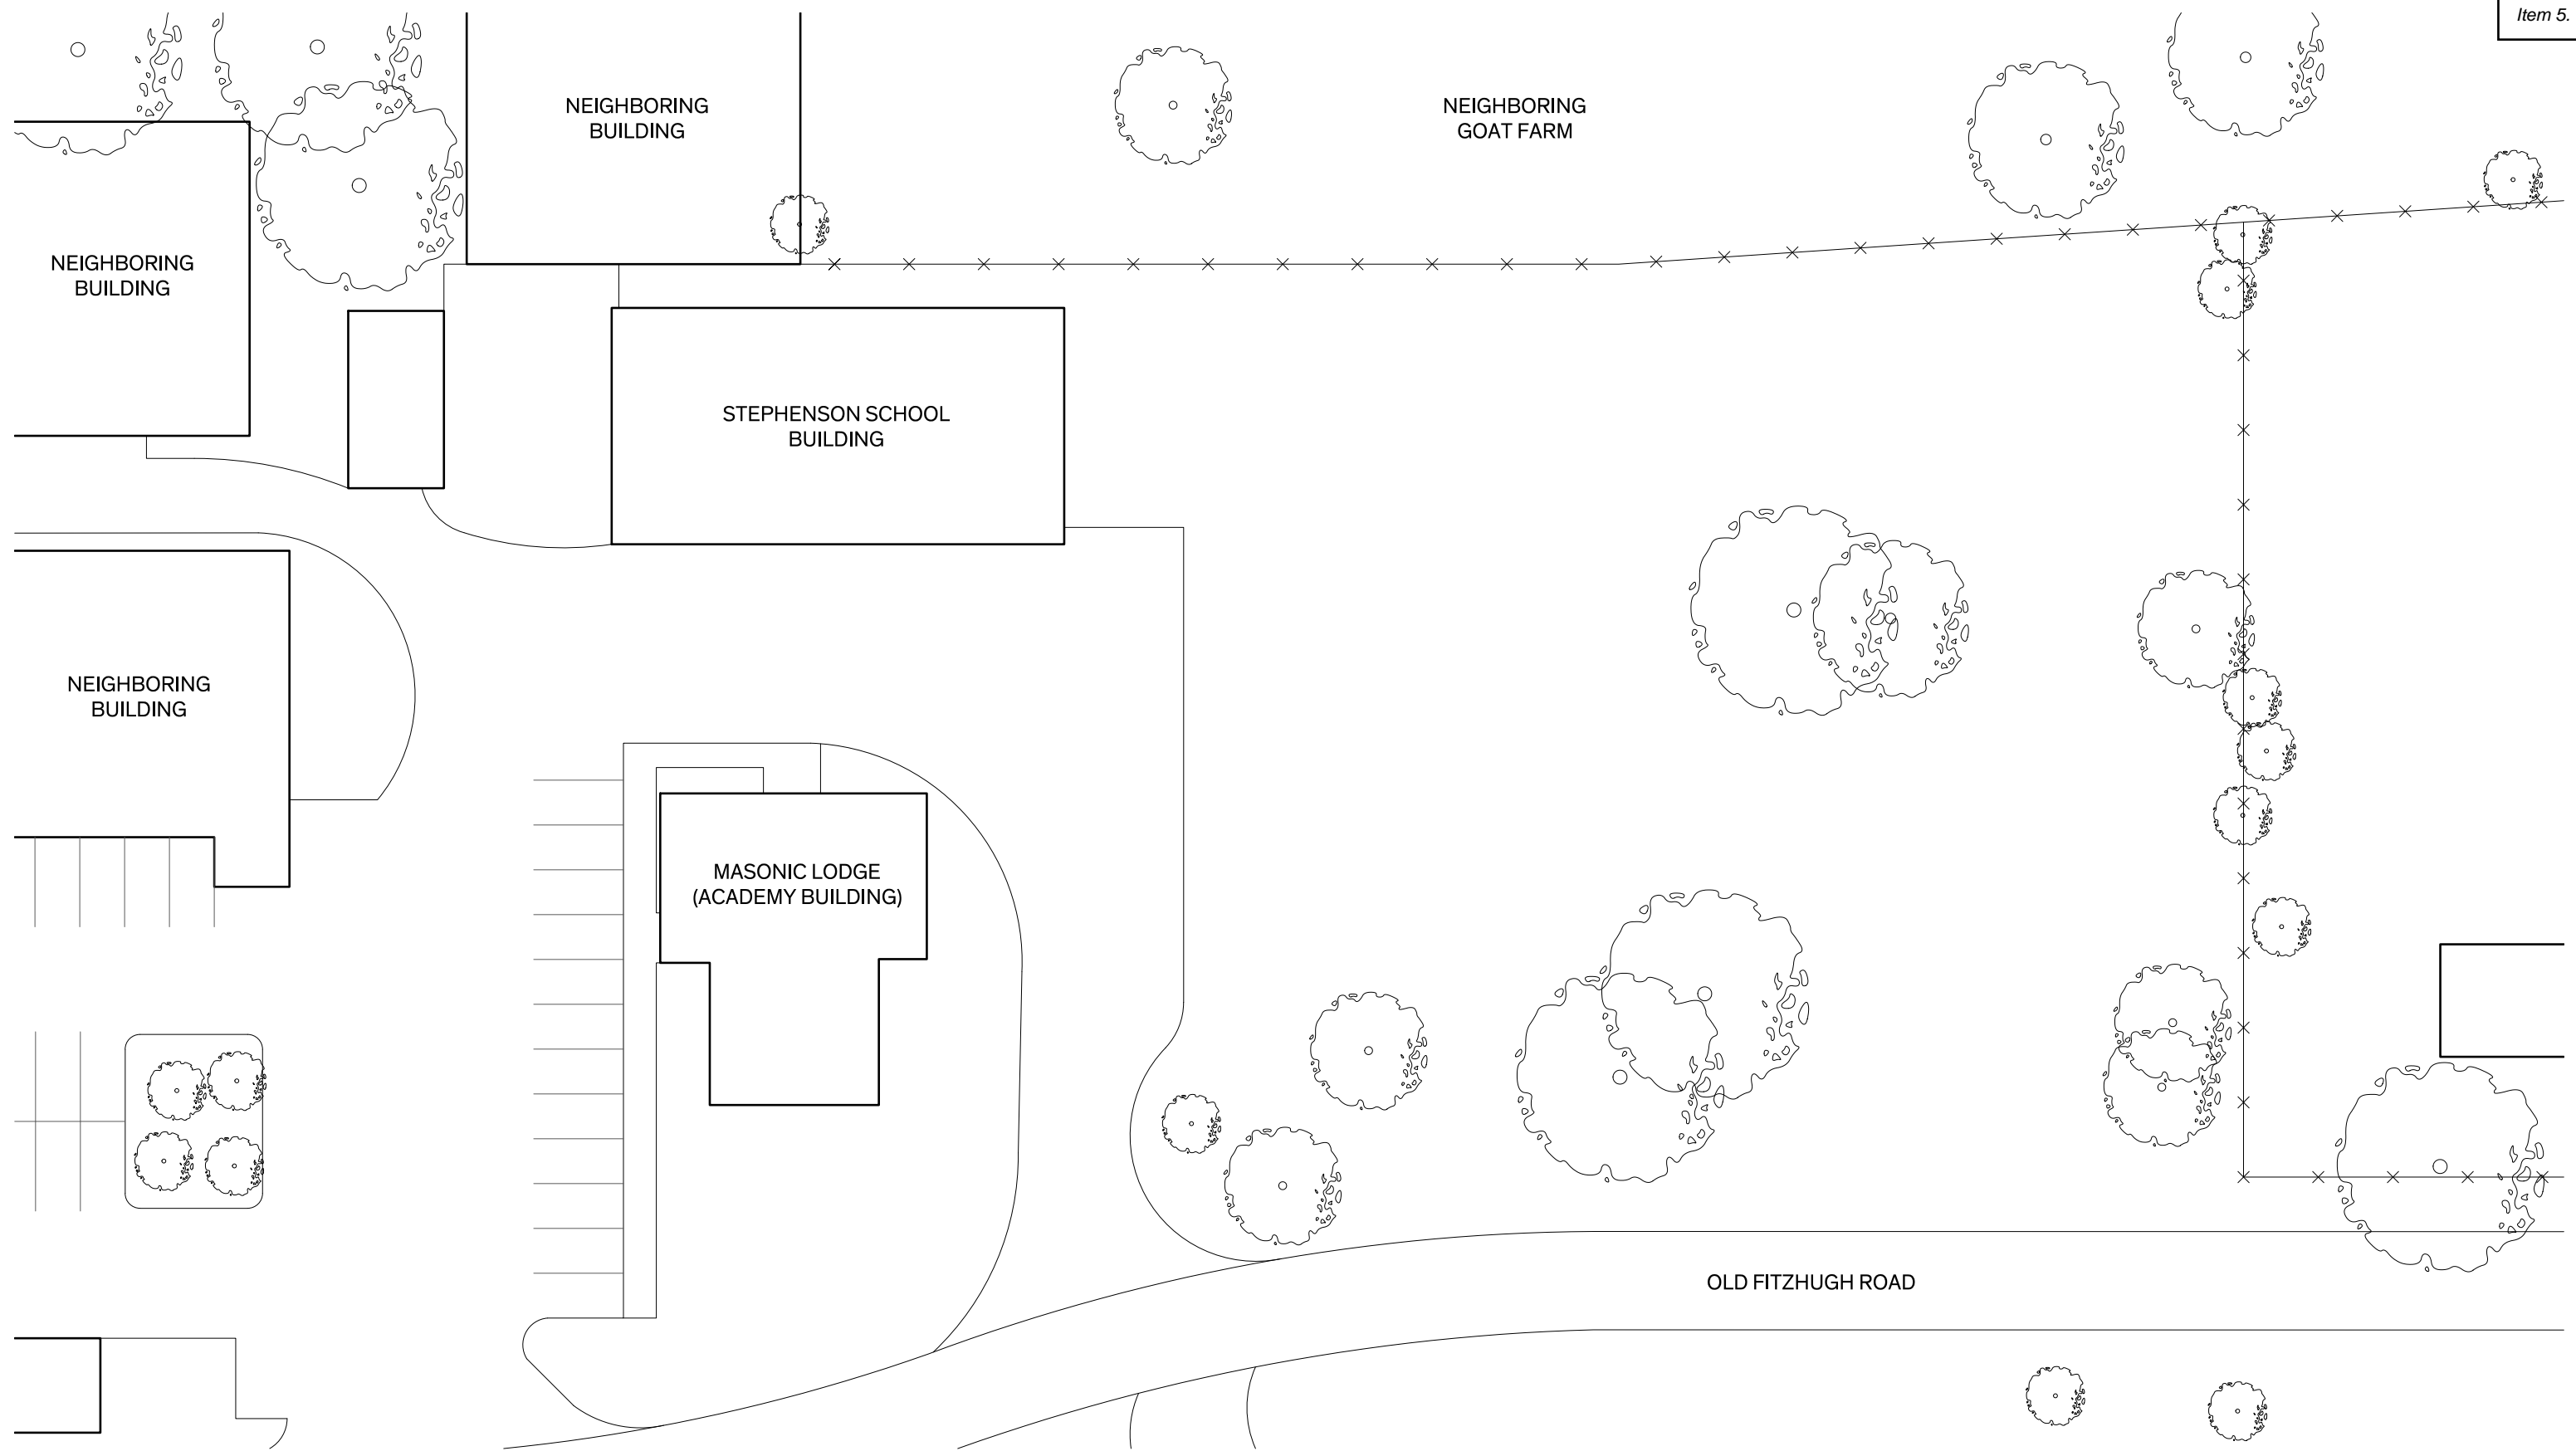 Item 5.
NEIGHBORING
BUILDING
NEIGHBORING
GOAT FARM
NEIGHBORING
BUILDING
STEPHENSON SCHOOL
BUILDING
NEIGHBORING
BUILDING
MASONIC LODGE
(ACADEMY BUILDING)
OLD FITZHUGH ROAD